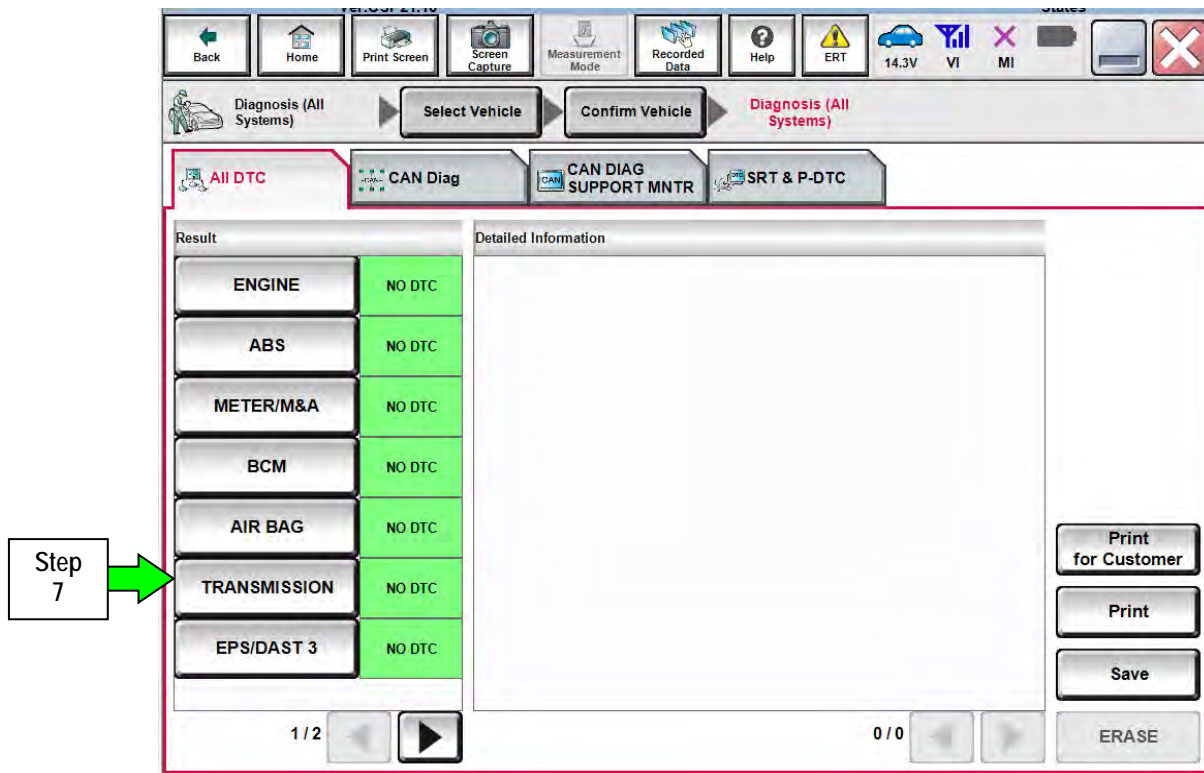 Back
Home
Print Screen
Screen
Capture
Measurement
Mode
Recorded
Data
Help
ERT
14.3V
VI
MI
Diagnosis (All
Systems)
Select Vehicle
Confirm Vehicle
Diagnosis (All
Systems)
All DTC
-CAN-
CAN Diag
CAN
CAN DIAG
SUPPORT MNTR
DTC
SRT & P-DTC
Result
Detailed Information
ENGINE
NO DTC
ABS
NO DTC
METER/M&A
NO DTC
BCM
NO DTC
AIR BAG
NO DTC
Step
7
TRANSMISSION
NO DTC
EPS/DAST 3
NO DTC
Print
for Customer
Print
Save
1 / 2
0 / 0
ERASE